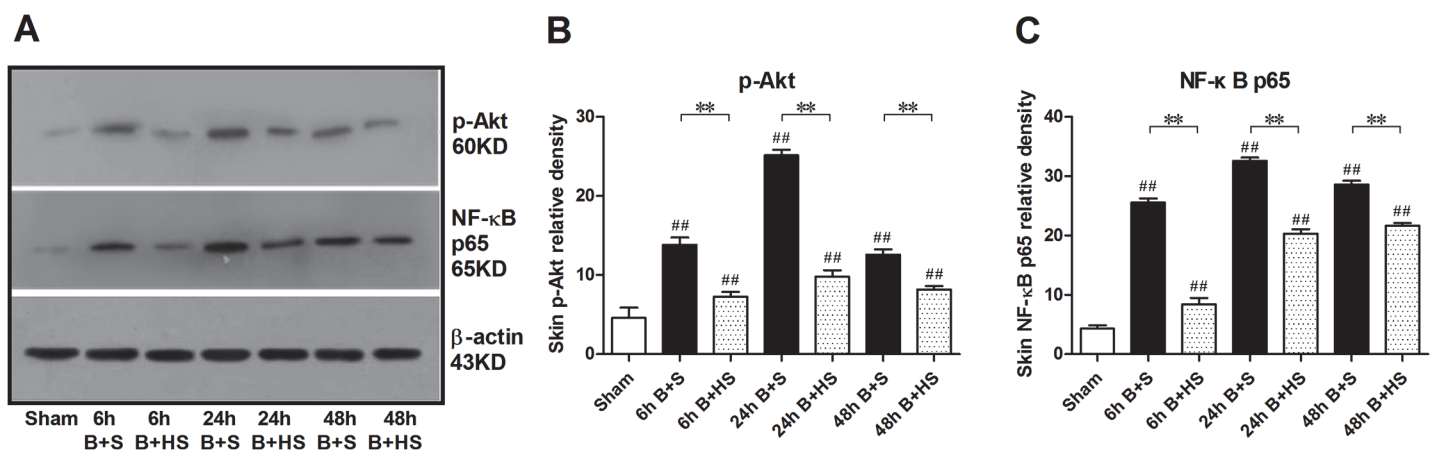 A
p-Akt
60KD
NF-κB
p65
65KD
β-actin
43KD
Sham 6h 6h 24h 24h 48h 48h
B+S B+HS B+S B+HS B+S B+HS
B
p-Akt
Skin p-Akt relative density
30
20
10
0
** ** **
## ## ## ## ## ##
Sham
6h B+S
6h B+HS
24h B+S
24h B+HS
48h B+S
48h B+HS
C
NF-κ B p65
Skin NF-κB p65 relative density
40
30
20
10
0
** ** **
## ## ## ## ## ##
Sham
6h B+S
6h B+HS
24h B+S
24h B+HS
48h B+S
48h B+HS